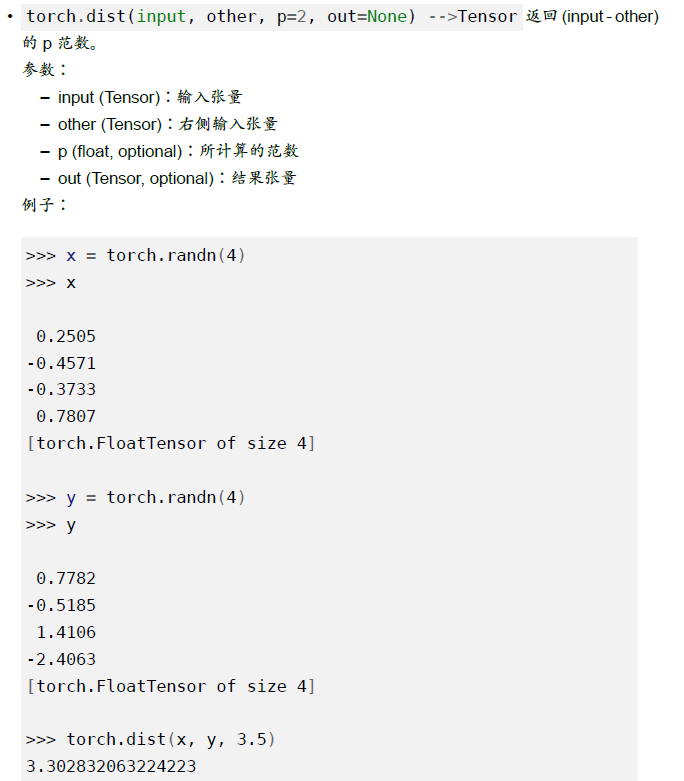 • torch.dist(input, other, p=2, out=None) -->Tensor 返回 (input - other)
的 p 范数。
参数：
– input (Tensor)：输入张量
– other (Tensor)：右侧输入张量
– p (float, optional)：所计算的范数
– out (Tensor, optional)：结果张量
例子：
>>> x = torch.randn(4)
>>> x
0.2505
-0.4571
-0.3733
0.7807
[torch.FloatTensor of size 4]
>>> y = torch.randn(4)
>>> y
0.7782
-0.5185
1.4106
-2.4063
[torch.FloatTensor of size 4]
>>> torch.dist(x, y, 3.5)
3.302832063224223